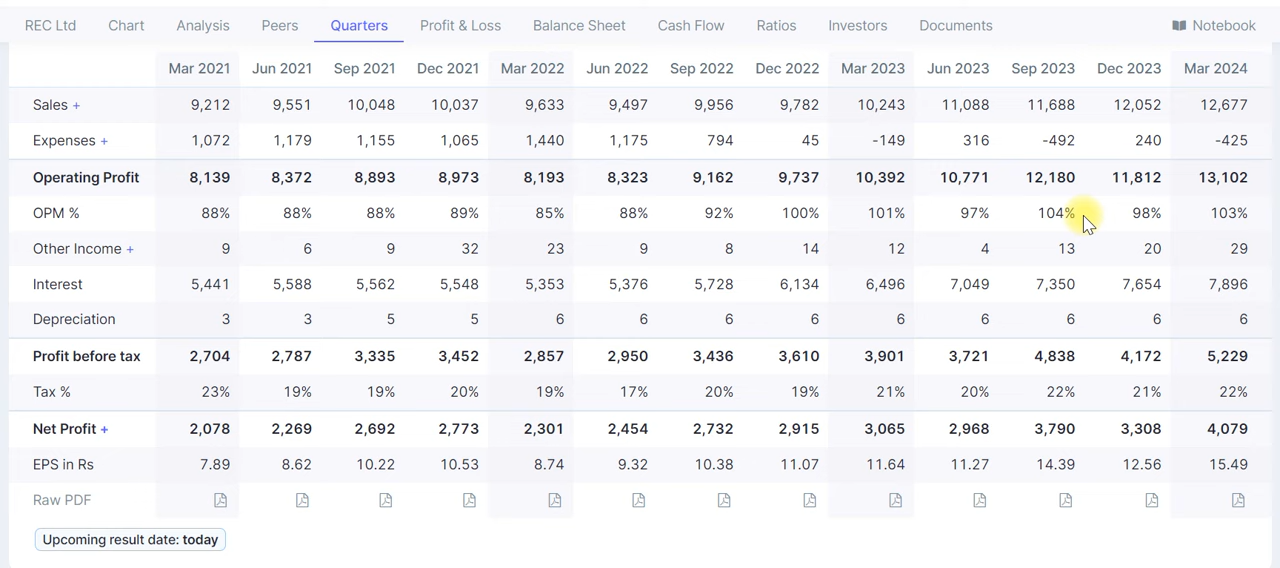 REC Ltd Chart Analysis Peers Quarters Profit & Loss Balance Sheet Cash Flow Ratios Investors Documents Notebook
Mar 2021 Jun 2021 Sep 2021 Dec 2021 Mar 2022 Jun 2022 Sep 2022 Dec 2022 Mar 2023 Jun 2023 Sep 2023 Dec 2023 Mar 2024
Sales + 9,212 9,551 10,048 10,037 9,633 9,497 9,956 9,782 10,243 11,088 11,688 12,052 12,677
Expenses + 1,072 1,179 1,155 1,065 1,440 1,175 794 45 -149 316 -492 240 -425
Operating Profit 8,139 8,372 8,893 8,973 8,193 8,323 9,162 9,737 10,392 10,771 12,180 11,812 13,102
OPM % 88% 88% 88% 89% 85% 88% 92% 100% 101% 97% 104% 98% 103%
Other Income + 9 6 9 32 23 9 8 14 12 4 13 20 29
Interest 5,441 5,588 5,562 5,548 5,353 5,376 5,728 6,134 6,496 7,049 7,350 7,654 7,896
Depreciation 3 3 5 5 6 6 6 6 6 6 6 6 6
Profit before tax 2,704 2,787 3,335 3,452 2,857 2,950 3,436 3,610 3,901 3,721 4,838 4,172 5,229
Tax % 23% 19% 19% 20% 19% 17% 20% 19% 21% 20% 22% 21% 22%
Net Profit + 2,078 2,269 2,692 2,773 2,301 2,454 2,732 2,915 3,065 2,968 3,790 3,308 4,079
EPS in Rs 7.89 8.62 10.22 10.53 8.74 9.32 10.38 11.07 11.64 11.27 14.39 12.56 15.49
Raw PDF
Upcoming result date: today